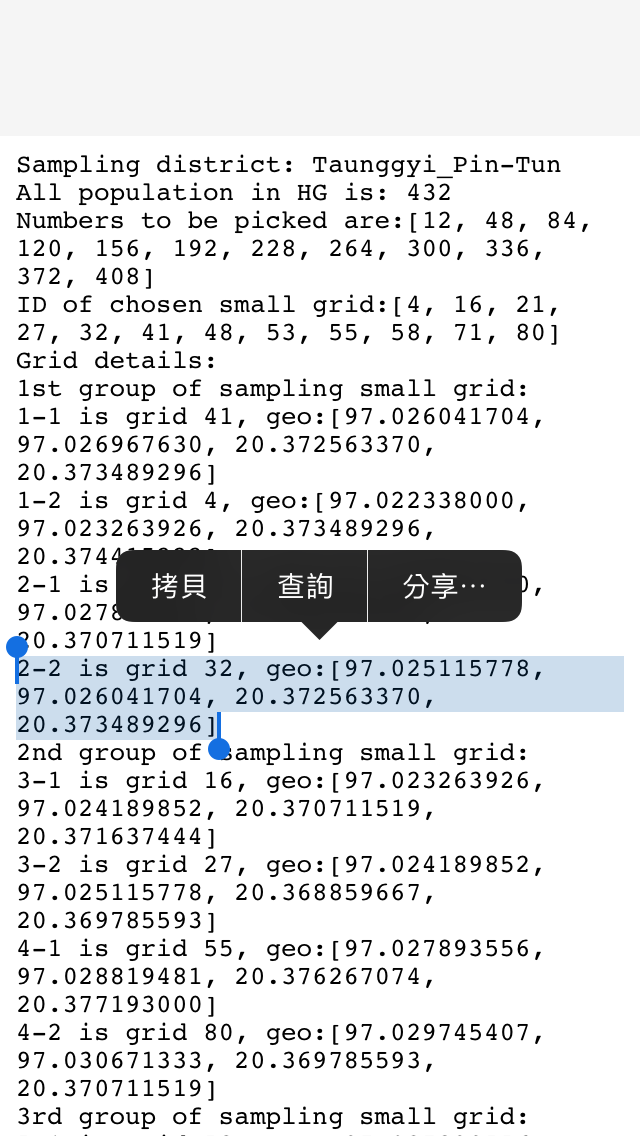 Sampling district: Taunggyi_Pin-Tun
All population in HG is: 432
Numbers to be picked are:[12, 48, 84,
120, 156, 192, 228, 264, 300, 336,
372, 408]
ID of chosen small grid:[4, 16, 21,
27, 32, 41, 48, 53, 55, 58, 71, 80]
Grid details:
1st group of sampling small grid:
1-1 is grid 41, geo:[97.026041704,
97.026967630, 20.372563370,
20.373489296]
1-2 is grid 4, geo:[97.022338000,
97.023263926, 20.373489296,
拷貝 查詢 分享…
2-1 is
20.370711519]
2-2 is grid 32, geo:[97.025115778,
97.026041704, 20.372563370,
20.373489296]
2nd group of sampling small grid:
3-1 is grid 16, geo:[97.023263926,
97.024189852, 20.370711519,
20.371637444]
3-2 is grid 27, geo:[97.024189852,
97.025115778, 20.368859667,
20.369785593]
4-1 is grid 55, geo:[97.027893556,
97.028819481, 20.376267074,
20.377193000]
4-2 is grid 80, geo:[97.029745407,
97.030671333, 20.369785593,
20.370711519]
3rd group of sampling small grid: